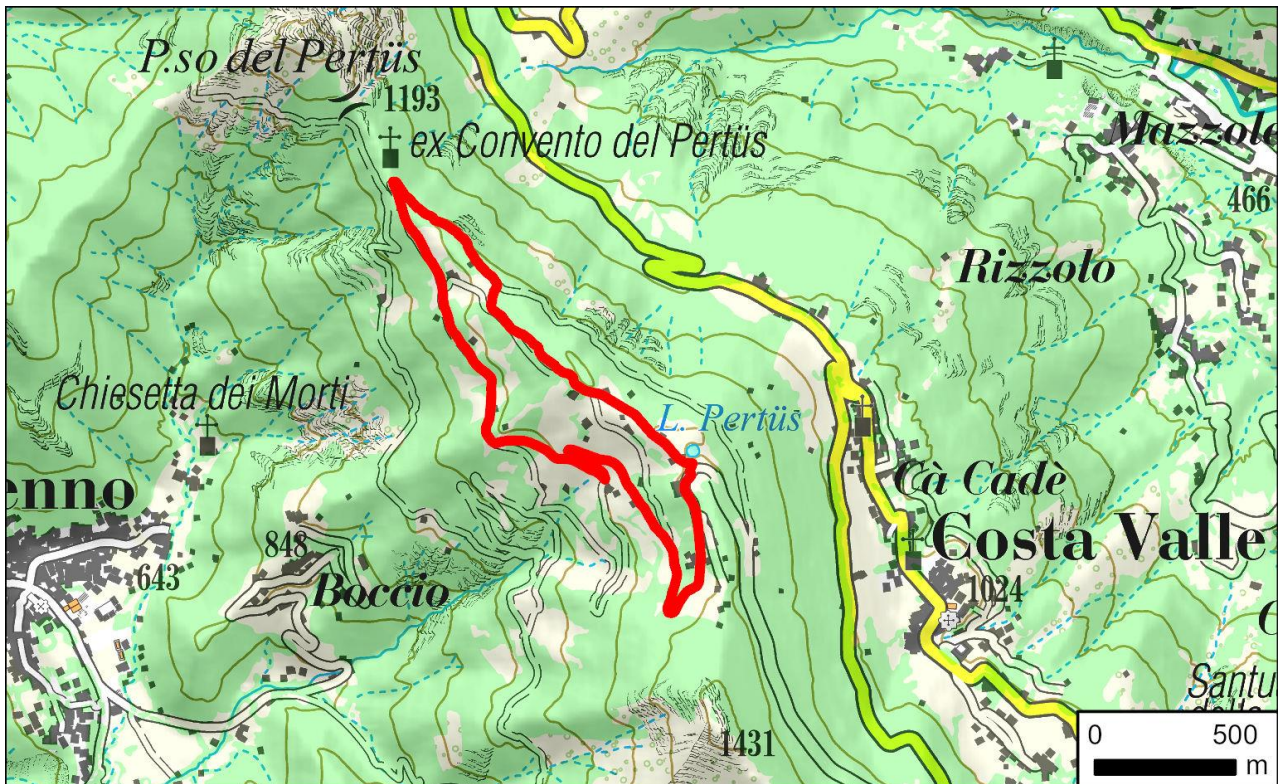 P.so del Pertüs
1193
ex Convento del Pertüs
Mazzole
466
Rizzolo
Chiesetta dei Morti
L. Pertüs
enno
Cà Cadè
Costa Valle
848
643
Boccio
1024
C
Santu
1431
0 500
m